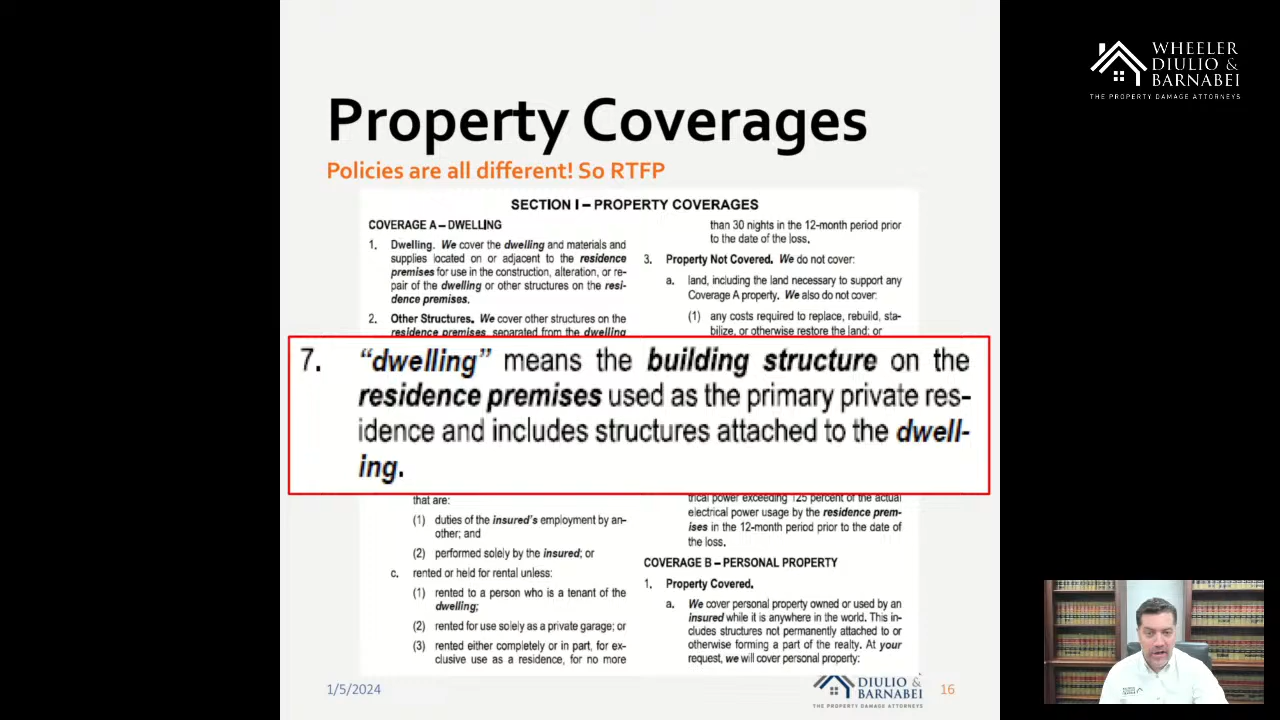 WHEELER
DIULIO &
BARNABEI
THE PROPERTY DAMAGE ATTORNEYS
Property Coverages
Policies are all different! So RTFP
SECTION I – PROPERTY COVERAGES
COVERAGE A – DWELLING
1. Dwelling. We cover the dwelling and materials and
supplies located on or adjacent to the residence
premises for use in the construction, alteration, or re-
pair of the dwelling or other structures on the resi-
dence premises.
2. Other Structures. We cover other structures on the
residence premises, separated from the dwelling
than 30 nights in the 12-month period prior
to the date of the loss.
3. Property Not Covered. We do not cover:
a. land, including the land necessary to support any
Coverage A property. We also do not cover:
(1) any costs required to replace, rebuild, sta-
bilize, or otherwise restore the land; or
7. “dwelling” means the building structure on the
residence premises used as the primary private res-
idence and includes structures attached to the dwell-
ing.
that are:
(1) duties of the insured's employment by an-
other; and
(2) performed solely by the insured; or
c. rented or held for rental unless:
(1) rented to a person who is a tenant of the
dwelling;
(2) rented for use solely as a private garage; or
(3) rented either completely or in part, for ex-
clusive use as a residence, for no more
trical power exceeding 125 percent of the actual
electrical power usage by the residence prem-
ises in the 12-month period prior to the date of
the loss.
COVERAGE B – PERSONAL PROPERTY
1. Property Covered.
a. We cover personal property owned or used by an
insured while it is anywhere in the world. This in-
cludes structures not permanently attached to or
otherwise forming a part of the realty. At your
request, we will cover personal property:
1/5/2024
DIULIO &
BARNABEI
THE PROPERTY DAMAGE ATTORNEYS
16